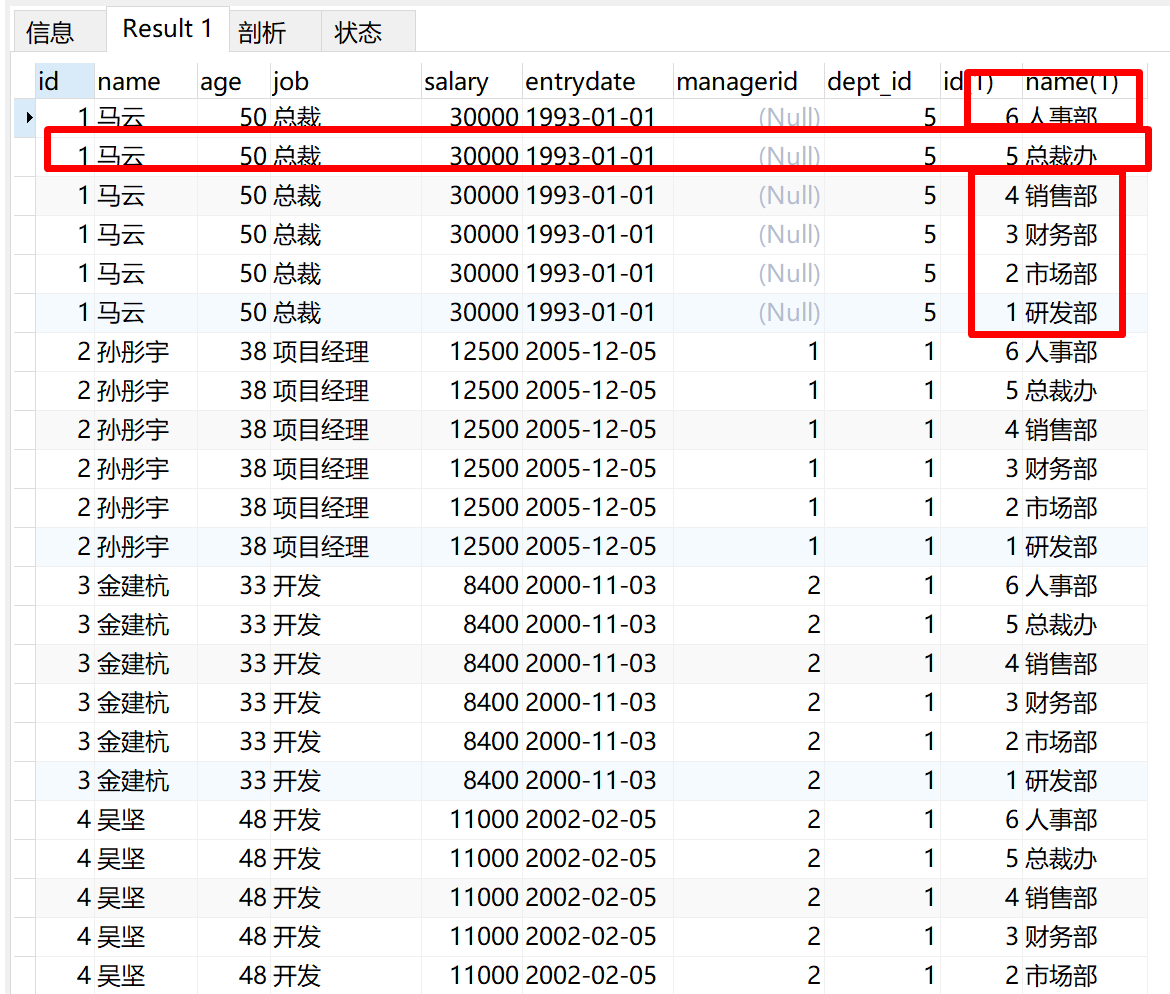 信息 Result 1 剖析 状态
id name age job salary entrydate managerid dept_id id(1) name(1)
1 马云 50 总裁 30000 1993-01-01 (Null) 5 6 人事部
1 马云 50 总裁 30000 1993-01-01 (Null) 5 5 总裁办
1 马云 50 总裁 30000 1993-01-01 (Null) 5 4 销售部
1 马云 50 总裁 30000 1993-01-01 (Null) 5 3 财务部
1 马云 50 总裁 30000 1993-01-01 (Null) 5 2 市场部
1 马云 50 总裁 30000 1993-01-01 (Null) 5 1 研发部
2 孙彤宇 38 项目经理 12500 2005-12-05 1 1 6 人事部
2 孙彤宇 38 项目经理 12500 2005-12-05 1 1 5 总裁办
2 孙彤宇 38 项目经理 12500 2005-12-05 1 1 4 销售部
2 孙彤宇 38 项目经理 12500 2005-12-05 1 1 3 财务部
2 孙彤宇 38 项目经理 12500 2005-12-05 1 1 2 市场部
2 孙彤宇 38 项目经理 12500 2005-12-05 1 1 1 研发部
3 金建杭 33 开发 8400 2000-11-03 2 1 6 人事部
3 金建杭 33 开发 8400 2000-11-03 2 1 5 总裁办
3 金建杭 33 开发 8400 2000-11-03 2 1 4 销售部
3 金建杭 33 开发 8400 2000-11-03 2 1 3 财务部
3 金建杭 33 开发 8400 2000-11-03 2 1 2 市场部
3 金建杭 33 开发 8400 2000-11-03 2 1 1 研发部
4 吴坚 48 开发 11000 2002-02-05 2 1 6 人事部
4 吴坚 48 开发 11000 2002-02-05 2 1 5 总裁办
4 吴坚 48 开发 11000 2002-02-05 2 1 4 销售部
4 吴坚 48 开发 11000 2002-02-05 2 1 3 财务部
4 吴坚 48 开发 11000 2002-02-05 2 1 2 市场部